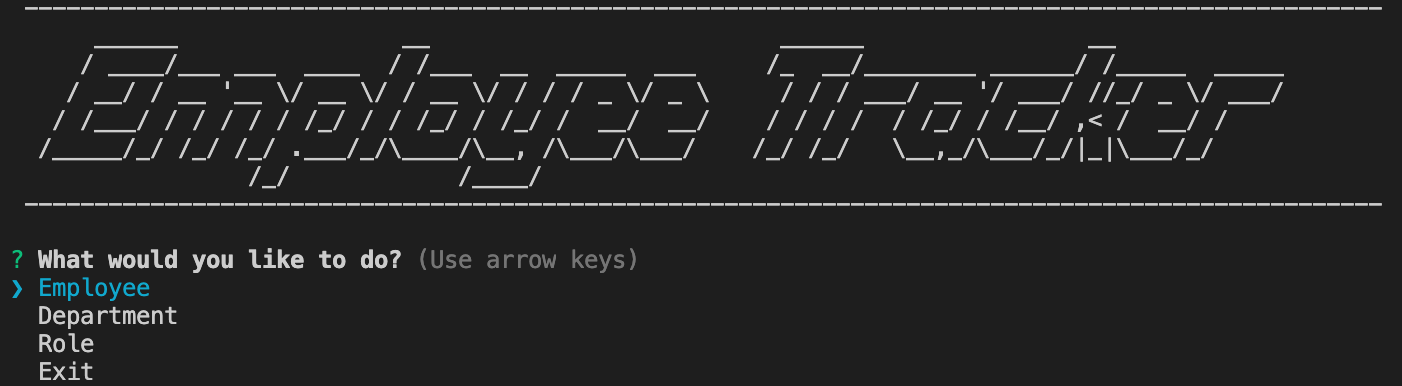 Employee Tracker
? What would you like to do? (Use arrow keys)
❯ Employee
Department
Role
Exit